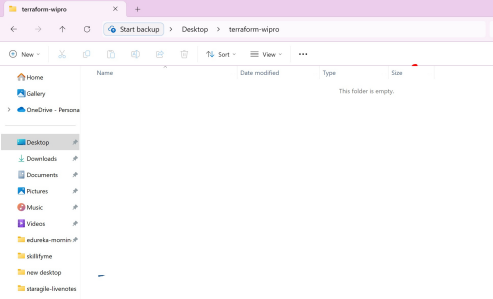 terraform-wipro
Start backup > Desktop > terraform-wipro
New Sort View
Name Date modified Type Size
This folder is empty.
Home
Gallery
OneDrive - Persona
Desktop
Downloads
Documents
Pictures
Music
Videos
edureka-mornin
skillifyme
new desktop
staragile-livenotes